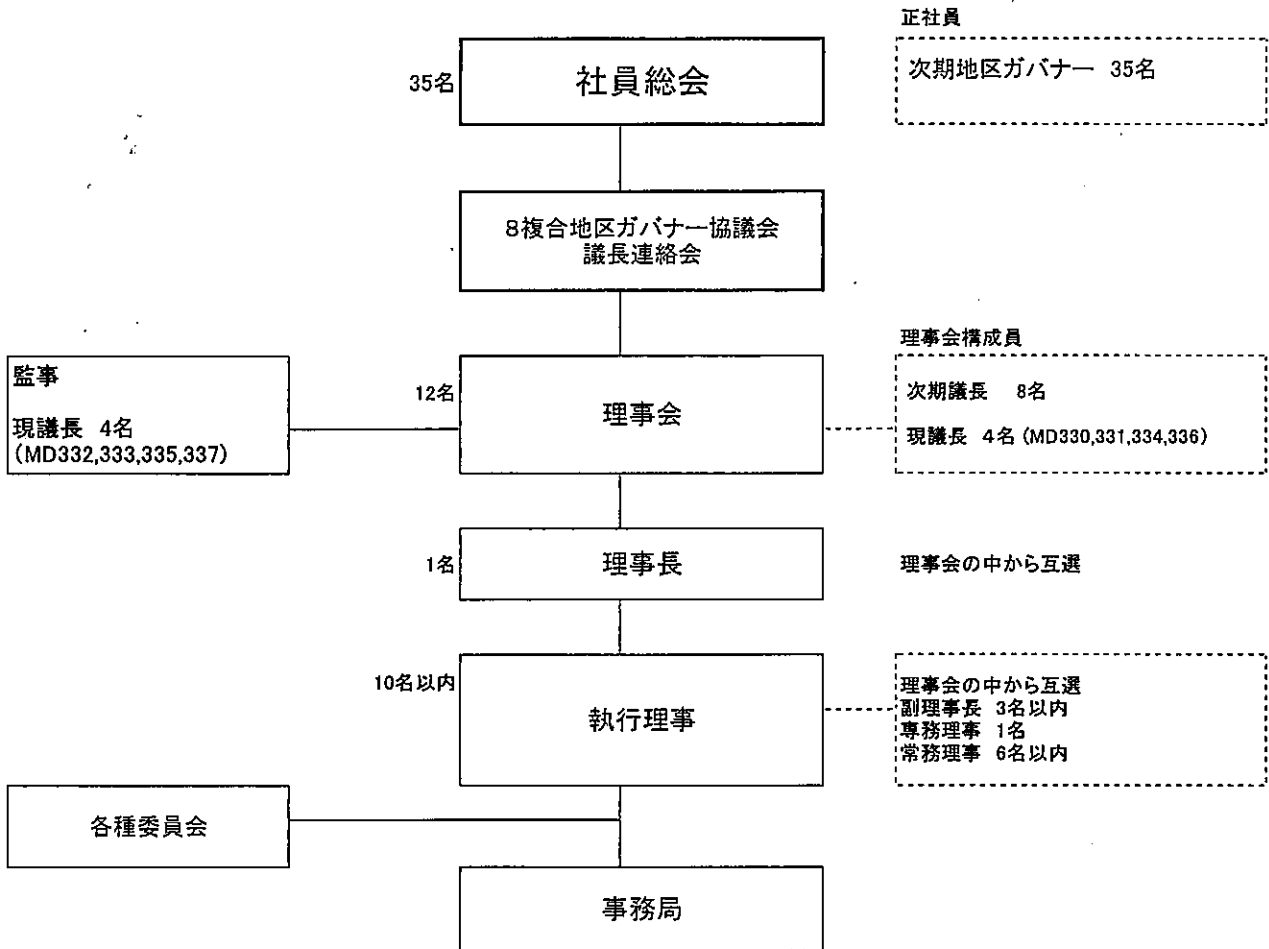 正社員
35名
社員総会
次期地区ガバナー 35名
8複合地区ガバナー協議会
議長連絡会
理事会構成員
監事
現議長 4名
(MD332,333,335,337)
12名
理事会
次期議長 8名
現議長 4名 (MD330,331,334,336)
1名
理事長
理事会の中から互選
10名以内
執行理事
理事会の中から互選
副理事長 3名以内
専務理事 1名
常務理事 6名以内
各種委員会
事務局